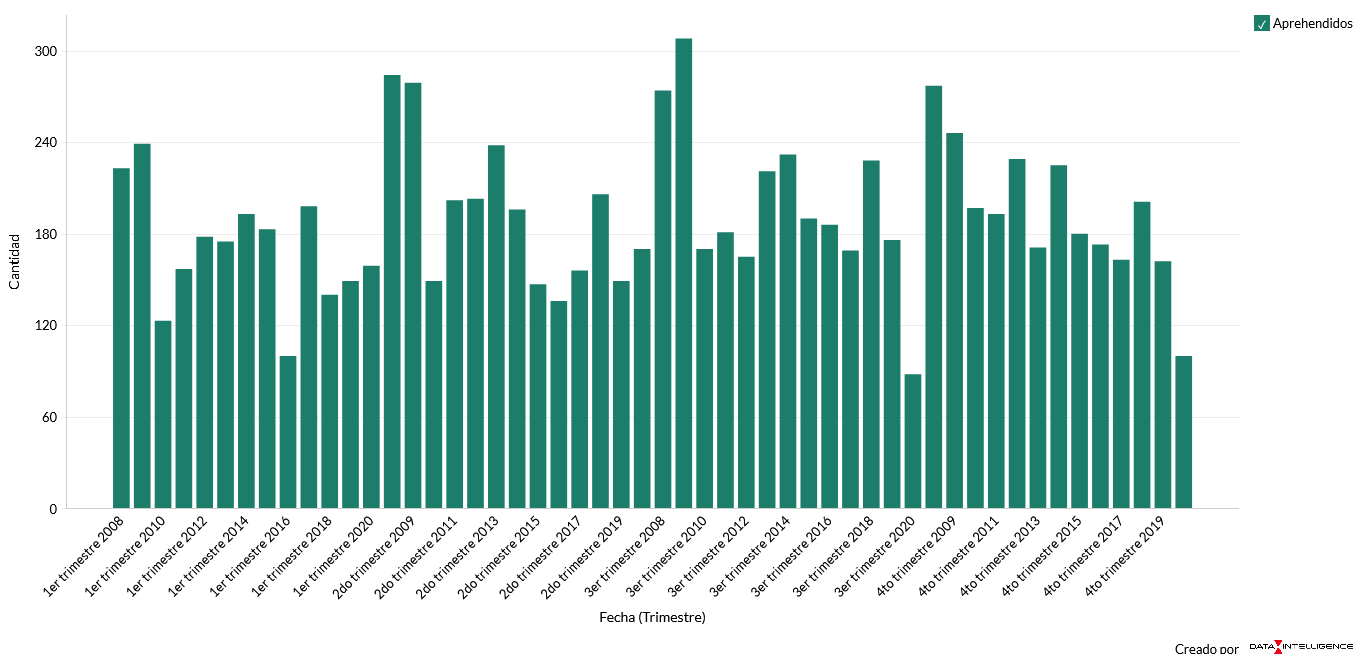 Aprehendidos
300
240
180
120
60
0
Cantidad
1er trimestre 2008
1er trimestre 2010
1er trimestre 2012
1er trimestre 2014
1er trimestre 2016
1er trimestre 2018
1er trimestre 2020
2do trimestre 2009
2do trimestre 2011
2do trimestre 2013
2do trimestre 2015
2do trimestre 2017
2do trimestre 2019
3er trimestre 2008
3er trimestre 2010
3er trimestre 2012
3er trimestre 2014
3er trimestre 2016
3er trimestre 2018
3er trimestre 2020
4to trimestre 2009
4to trimestre 2011
4to trimestre 2013
4to trimestre 2015
4to trimestre 2017
4to trimestre 2019
Fecha (Trimestre)
Creado por DATA INTELLIGENCE